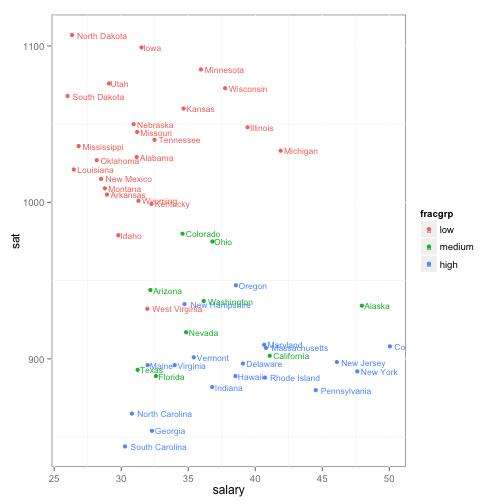 North Dakota
Iowa
1100
Minnesota
Utah
Wisconsin
South Dakota
Kansas
Nebraska
Illinois
Missouri
Tennessee
Mississippi
Michigan
Alabama
Oklahoma
Louisiana
New Mexico
Montana
Arkansas
Wyoming
Kentucky
1000
fracgrp
low
medium
high
sat
Idaho
Colorado
Ohio
Oregon
Arizona
Washington
New Hampshire
West Virginia
Alaska
Nevada
Maryland
Massachusetts
Co
California
Vermont
900
Maine
Virginia
Delaware
New Jersey
Texas
Florida
Hawaii
Rhode Island
New York
Indiana
Pennsylvania
North Carolina
Georgia
South Carolina
25 30 35 40 45 50
salary